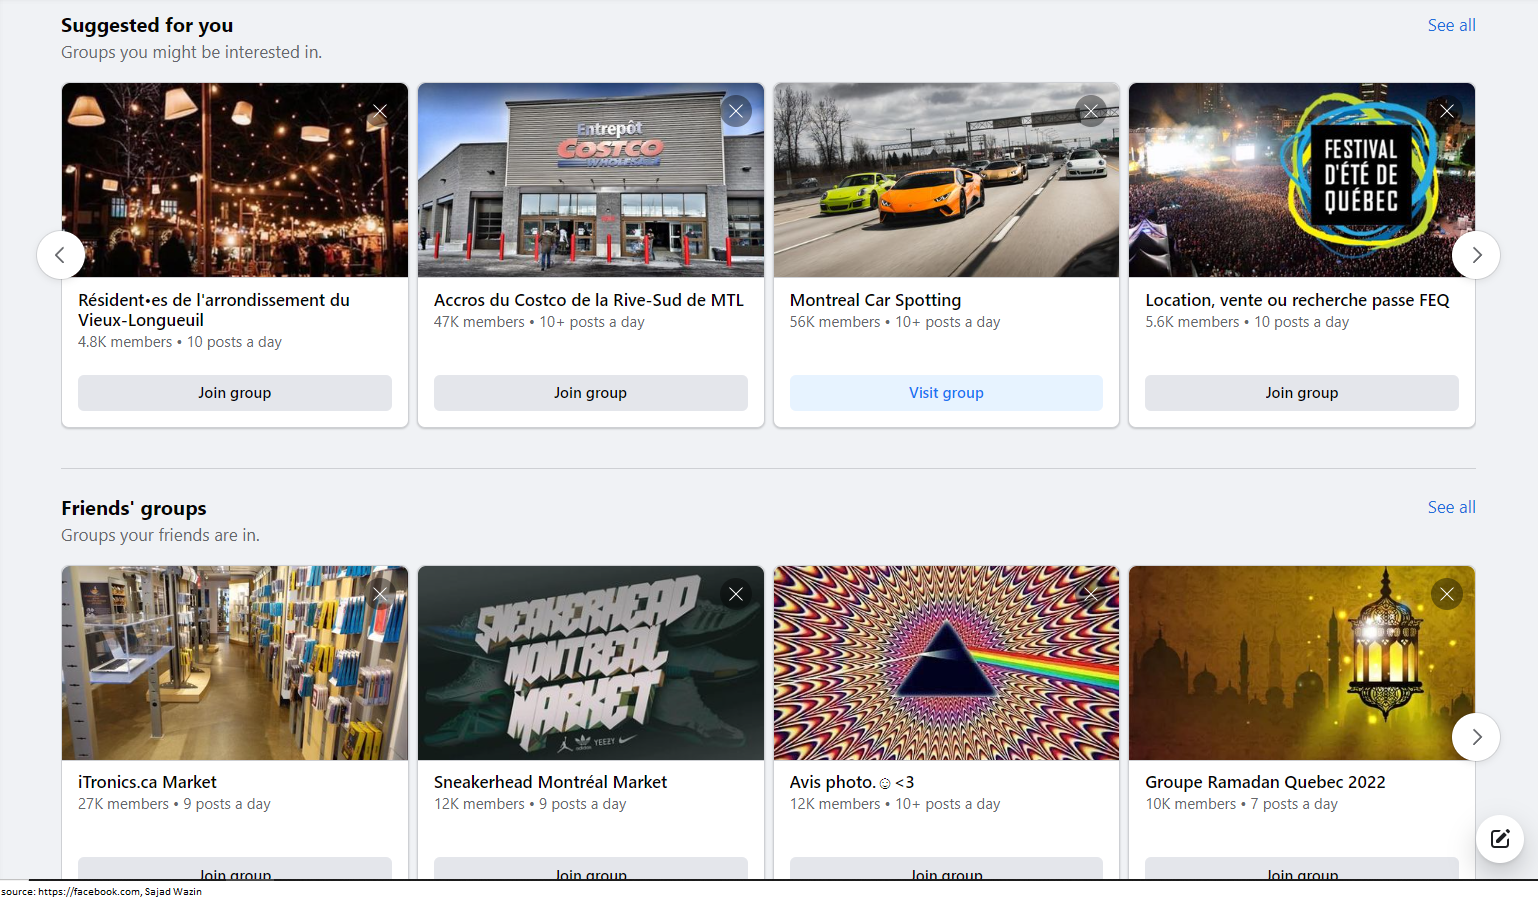 Suggested for you
See all
Groups you might be interested in.
Entrepôt
COSTCO
WHOLESALE
FESTIVAL
D'ÉTÉ DE
QUÉBEC
Résident•es de l'arrondissement du
Vieux-Longueuil
4.8K members • 10 posts a day
Join group
Accros du Costco de la Rive-Sud de MTL
47K members • 10+ posts a day
Join group
Montreal Car Spotting
56K members • 10+ posts a day
Visit group
Location, vente ou recherche passe FEQ
5.6K members • 10 posts a day
Join group
Friends' groups
See all
Groups your friends are in.
SNEAKERHEAD
MONTREAL
MARKET
adidas
YEEZY
iTronics.ca Market
27K members • 9 posts a day
Join group
Sneakerhead Montréal Market
12K members • 9 posts a day
Join group
Avis photo.☺<3
12K members • 10+ posts a day
Join group
Groupe Ramadan Quebec 2022
10K members • 7 posts a day
Join group
source: https://facebook.com, Sajad Wazin